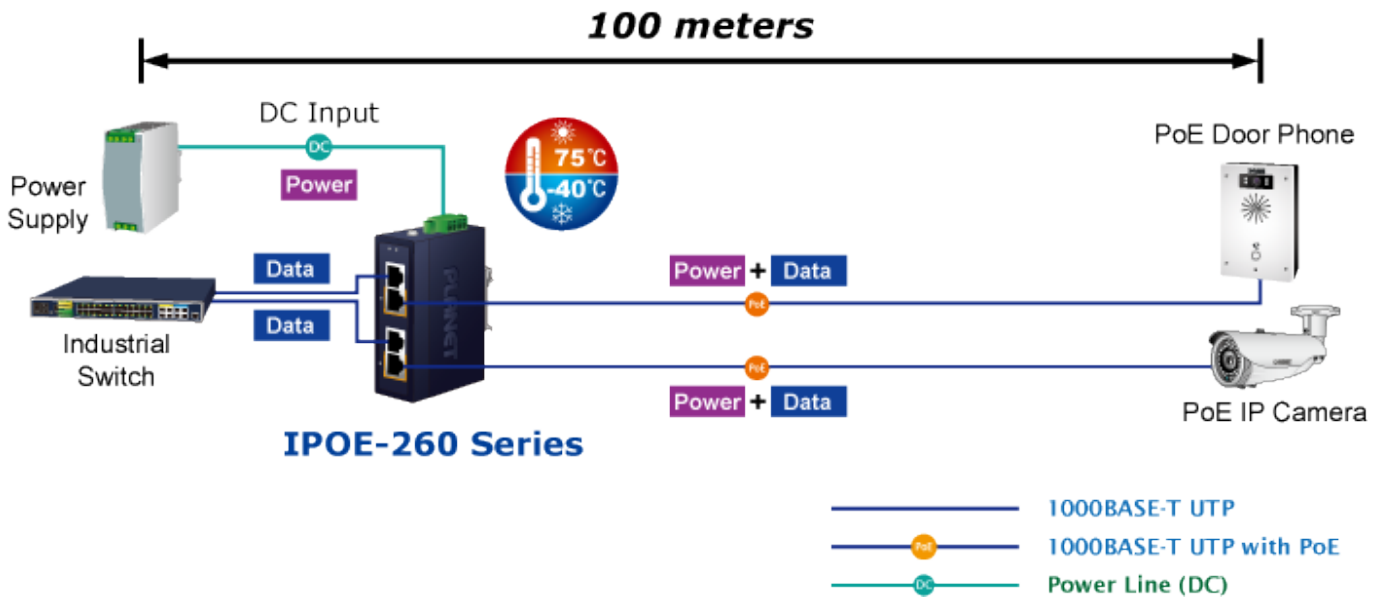 100 meters
DC Input
DC
Power
Power
Supply
75°C
-40°C
PoE Door Phone
Data
Data
Industrial
Switch
PLANET
Power + Data
PoE
PoE
Power + Data
PoE IP Camera
IPOE-260 Series
1000BASE-T UTP
PoE
1000BASE-T UTP with PoE
DC
Power Line (DC)